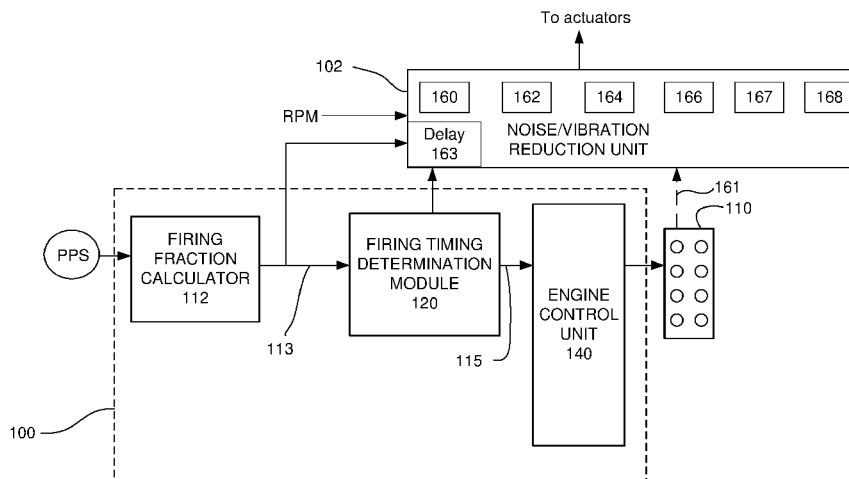 To actuators
102
160
162
164
166
167
168
RPM
Delay
163
NOISE/VIBRATION
REDUCTION UNIT
161
110
PPS
FIRING
FRACTION
CALCULATOR
112
FIRING TIMING
DETERMINATION
MODULE
120
ENGINE
CONTROL
UNIT
140
113
115
100